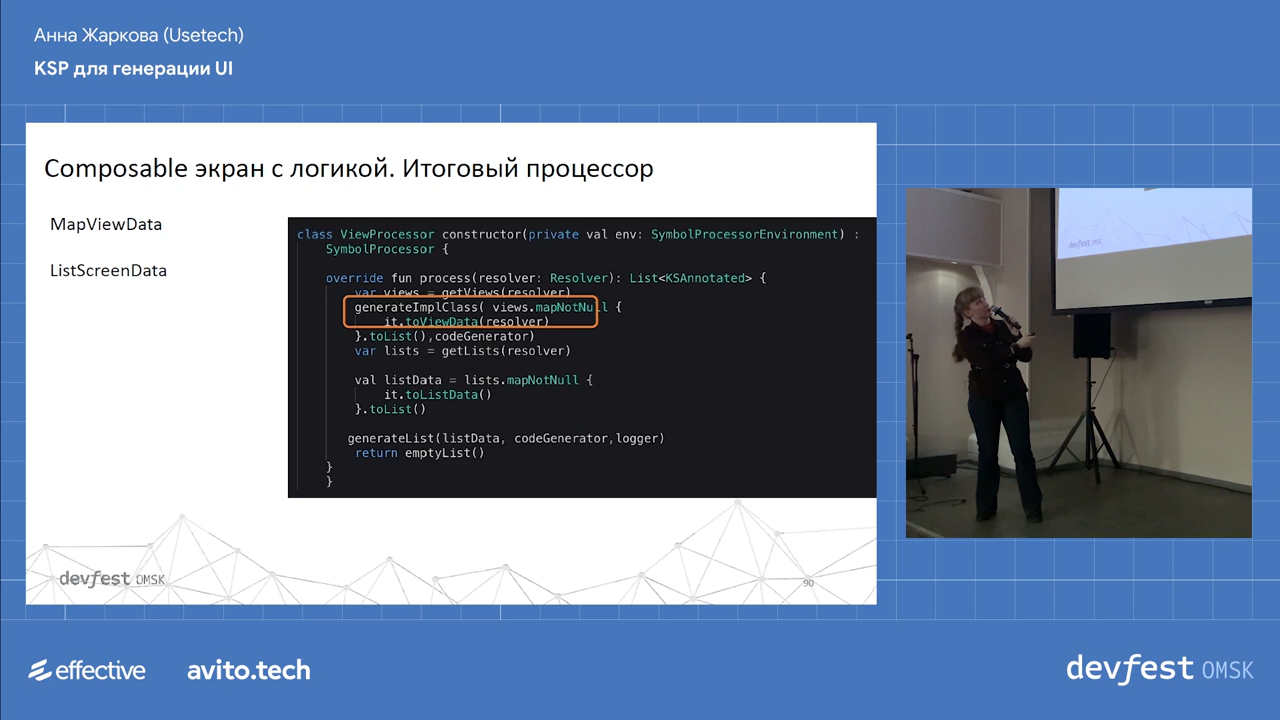 Анна Жаркова (Usetech)
KSP для генерации UI
Composable экран с логикой. Итоговый процессор
MapViewData
ListScreenData
class ViewProcessor constructor(private val env: SymbolProcessorEnvironment) :
SymbolProcessor {
override fun process(resolver: Resolver): List<KSAnnotated> {
var views = getViews(resolver)
generateImplClass( views.mapNotNull {
it.toViewData(resolver)
}.toList(),codeGenerator)
var lists = getLists(resolver)
val listData = lists.mapNotNull {
it.toListData()
}.toList()
generateList(listData, codeGenerator,logger)
return emptyList()
}
}
devfest OMSK
90
effective
avito.tech
devfest OMSK